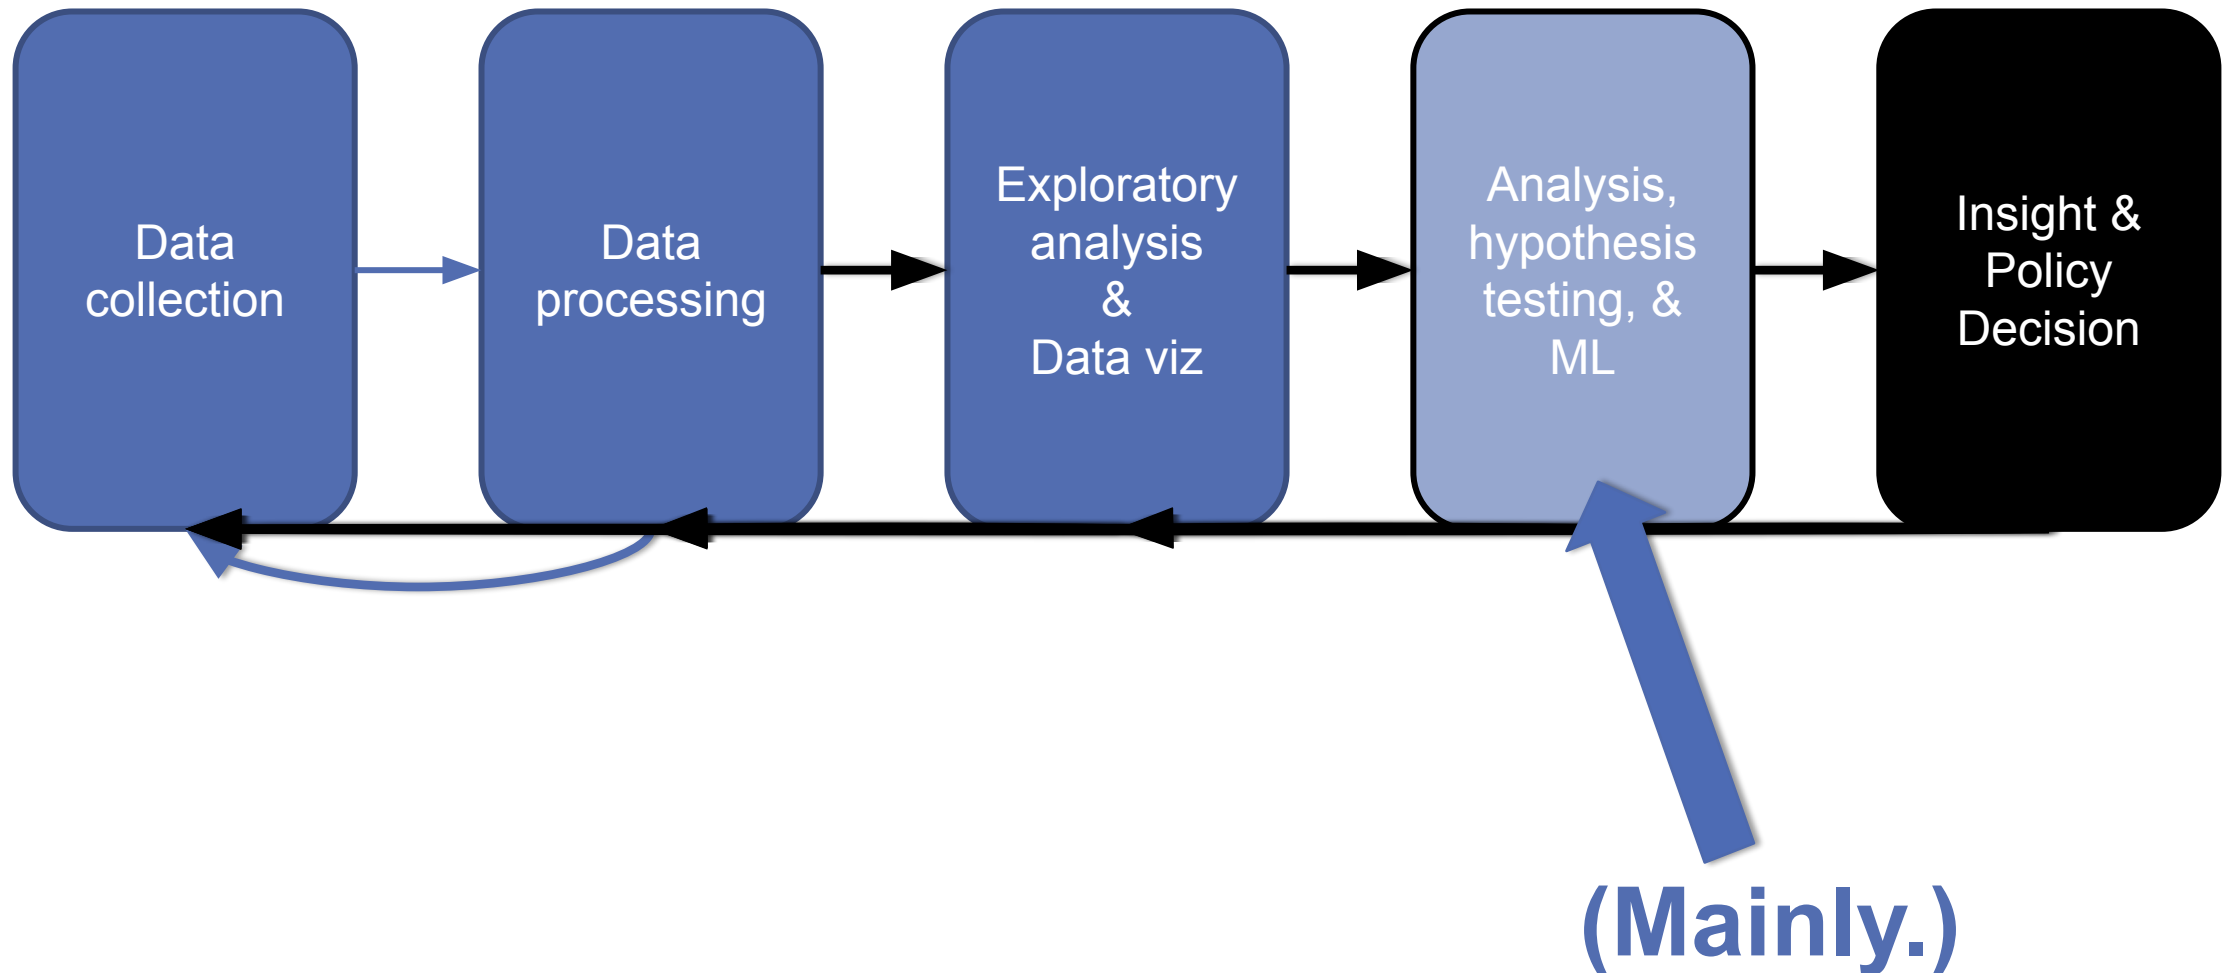 Data
collection
Data
processing
Exploratory
analysis
&
Data viz
Analysis,
hypothesis
testing, &
ML
Insight &
Policy
Decision
(Mainly.)